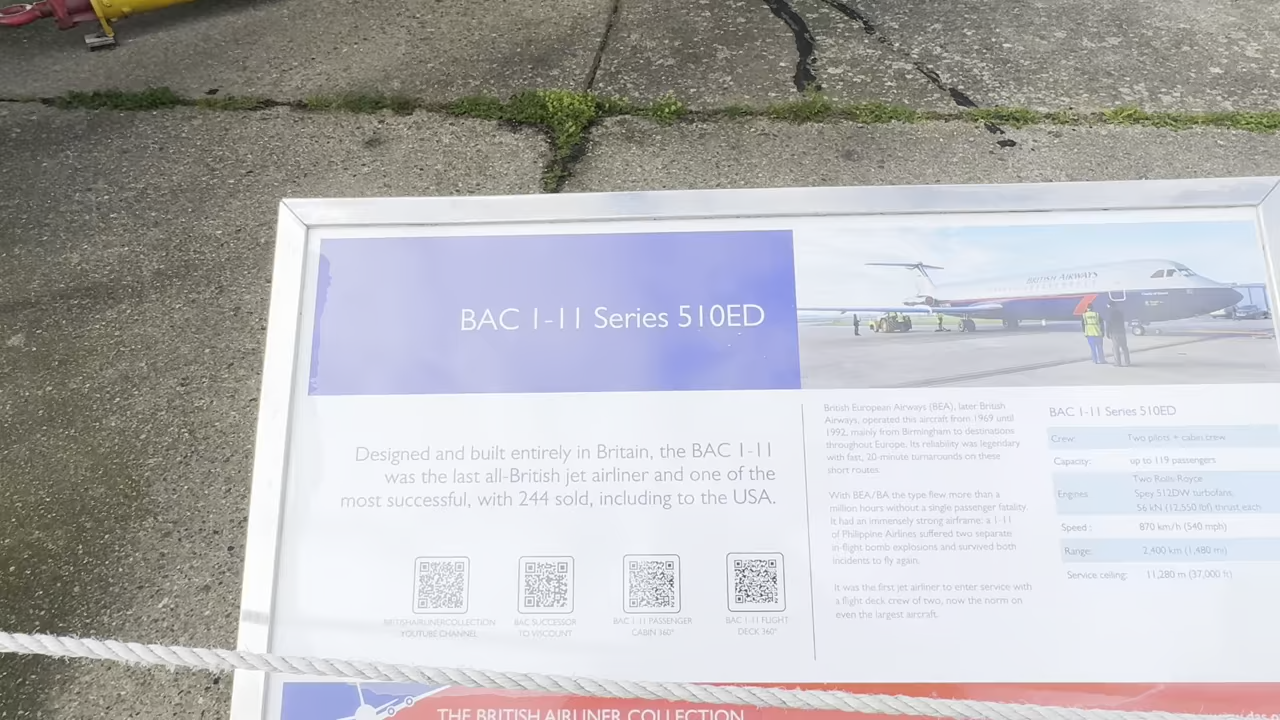 BAC 1-11 Series 510ED
BRITISH AIRWAYS
Designed and built entirely in Britain, the BAC 1-11
was the last all-British jet airliner and one of the
most successful, with 244 sold, including to the USA.
BRITISHAIRLINERCOLLECTION
YOUTUBE CHANNEL
BAC SUCCESSOR
TO VISCOUNT
BAC 1-11 PASSENGER
CABIN 360°
BAC 1-11 FLIGHT
DECK 360°
British European Airways (BEA), later British
Airways, operated this aircraft from 1969 until
1992, mainly from Birmingham to destinations
throughout Europe. Its reliability was legendary
with fast, 20-minute turnarounds on these
short routes.
With BEA/BA the type flew more than a
million hours without a single passenger fatality.
It had an immensely strong airframe: a 1-11
of Philippine Airlines suffered two separate
in-flight bomb explosions and survived both
incidents to fly again.
It was the first jet airliner to enter service with
a flight deck crew of two, now the norm on
even the largest aircraft.
BAC 1-11 Series 510ED
Crew: Two pilots + cabin crew
Capacity: up to 119 passengers
Two Rolls-Royce
Engines Spey 512DW turbofans,
56 kN (12,550 lbf) thrust each
Speed: 870 km/h (540 mph)
Range: 2,400 km (1,480 mi)
Service ceiling: 11,280 m (37,000 ft)
THE BRITISH AIRLINER COLLECTION